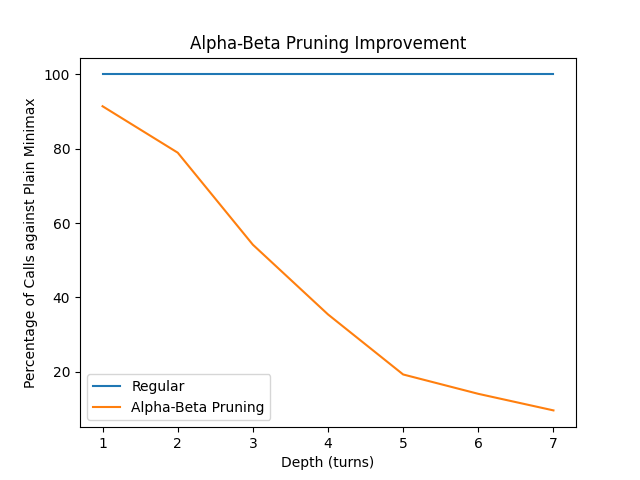 Alpha-Beta Pruning Improvement
Percentage of Calls against Plain Minimax
100
80
60
40
20
Regular
Alpha-Beta Pruning
1 2 3 4 5 6 7
Depth (turns)